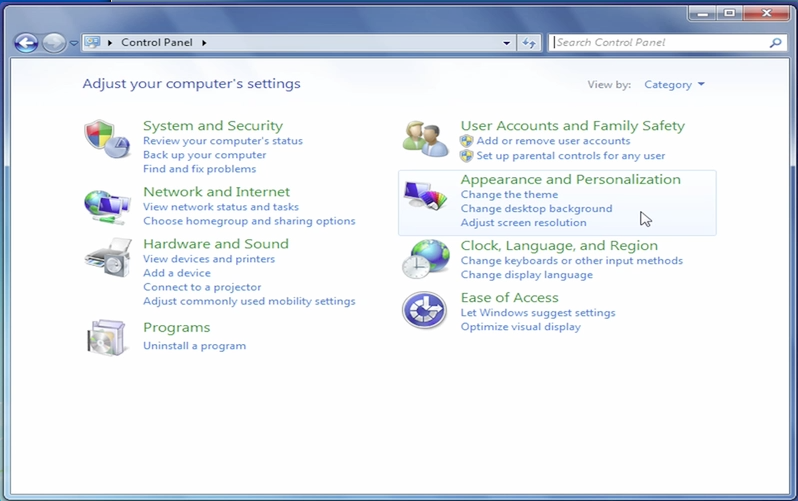 Control Panel
Search Control Panel
Adjust your computer's settings
View by: Category
System and Security
Review your computer's status
Back up your computer
Find and fix problems
Network and Internet
View network status and tasks
Choose homegroup and sharing options
Hardware and Sound
View devices and printers
Add a device
Connect to a projector
Adjust commonly used mobility settings
Programs
Uninstall a program
User Accounts and Family Safety
Add or remove user accounts
Set up parental controls for any user
Appearance and Personalization
Change the theme
Change desktop background
Adjust screen resolution
Clock, Language, and Region
Change keyboards or other input methods
Change display language
Ease of Access
Let Windows suggest settings
Optimize visual display